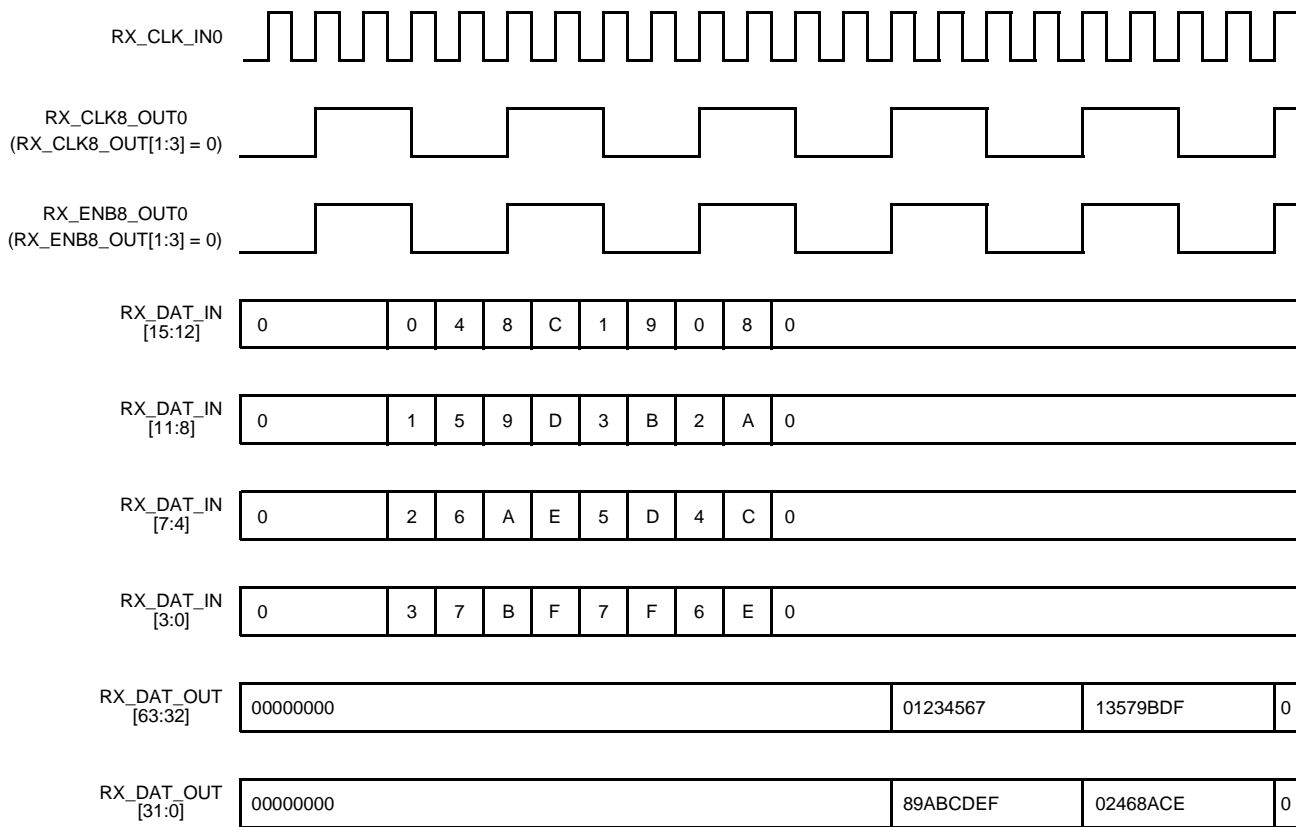 RX_CLK_IN0
RX_CLK8_OUT0
(RX_CLK8_OUT[1:3] = 0)
RX_ENB8_OUT0
(RX_ENB8_OUT[1:3] = 0)
RX_DAT_IN
[15:12]
0 0 4 8 C 1 9 0 8 0
RX_DAT_IN
[11:8]
0 1 5 9 D 3 B 2 A 0
RX_DAT_IN
[7:4]
0 2 6 A E 5 D 4 C 0
RX_DAT_IN
[3:0]
0 3 7 B F 7 F 6 E 0
RX_DAT_OUT
[63:32]
00000000 01234567 13579BDF 0
RX_DAT_OUT
[31:0]
00000000 89ABCDEF 02468ACE 0